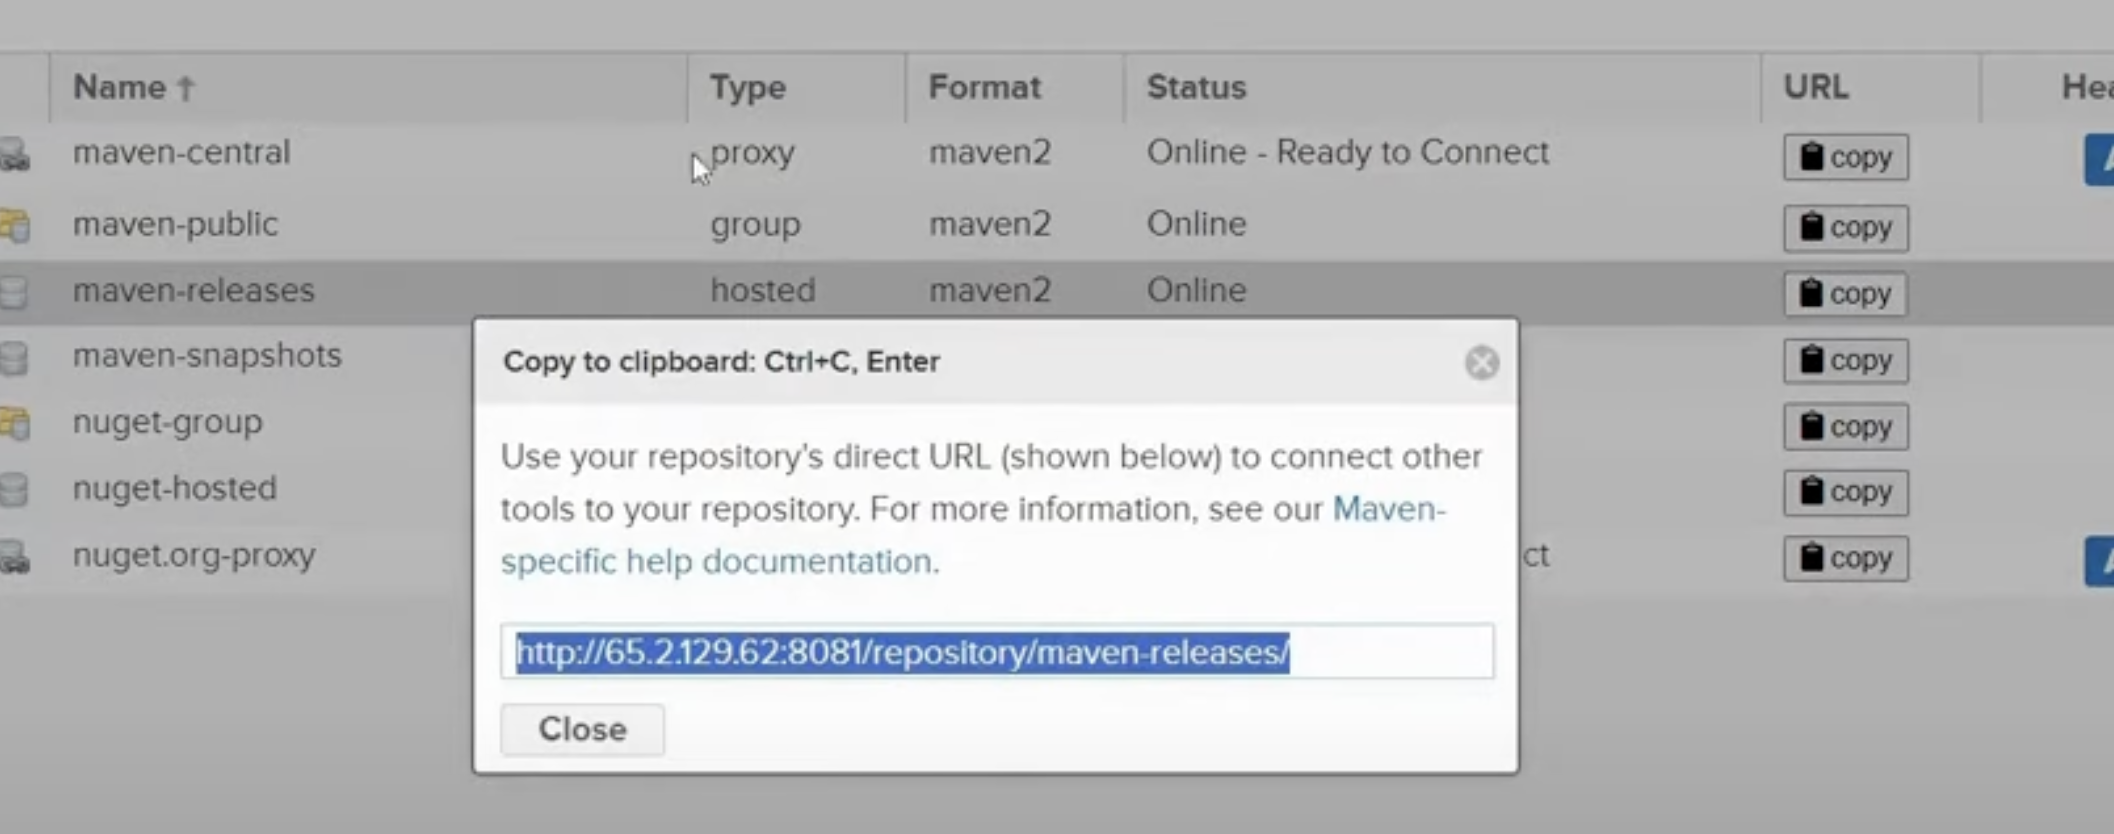 Name ↑ Type Format Status URL Hea
maven-central proxy maven2 Online - Ready to Connect copy A
maven-public group maven2 Online copy
maven-releases hosted maven2 Online copy
maven-snapshots copy
nuget-group copy
nuget-hosted copy
nuget.org-proxy ct copy A
Copy to clipboard: Ctrl+C, Enter
Use your repository's direct URL (shown below) to connect other
tools to your repository. For more information, see our Maven-
specific help documentation.
http://65.2.129.62:8081/repository/maven-releases/
Close